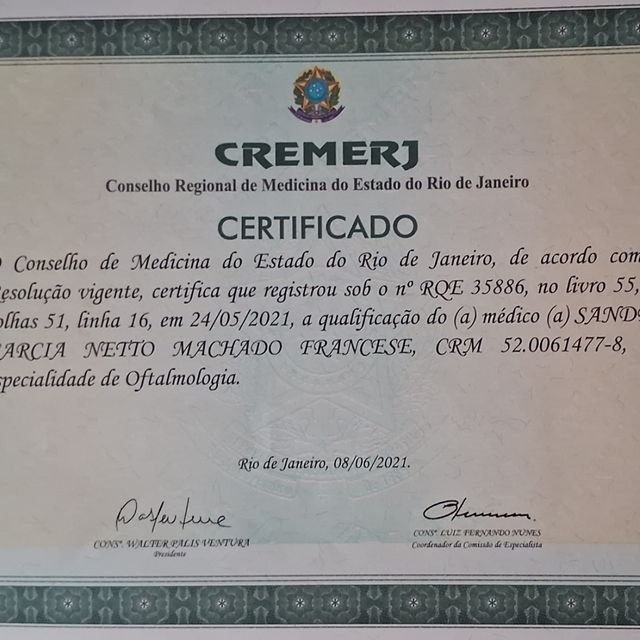 CREMERJ
Conselho Regional de Medicina do Estado do Rio de Janeiro
CERTIFICADO
Conselho de Medicina do Estado do Rio de Janeiro, de acordo com
esolução vigente, certifica que registrou sob o nº RQE 35886, no livro 55,
olhas 51, linha 16, em 24/05/2021, a qualificação do (a) médico (a) SAND
ARCIA NETTO MACHADO FRANCESE, CRM 52.0061477-8,
specialidade de Oftalmologia.
Rio de Janeiro, 08/06/2021.
CONSº. WALTER PALIS VENTURA
Presidente
CONSº. LUIZ FERNANDO NUNES
Coordenador da Comissão de Especialista